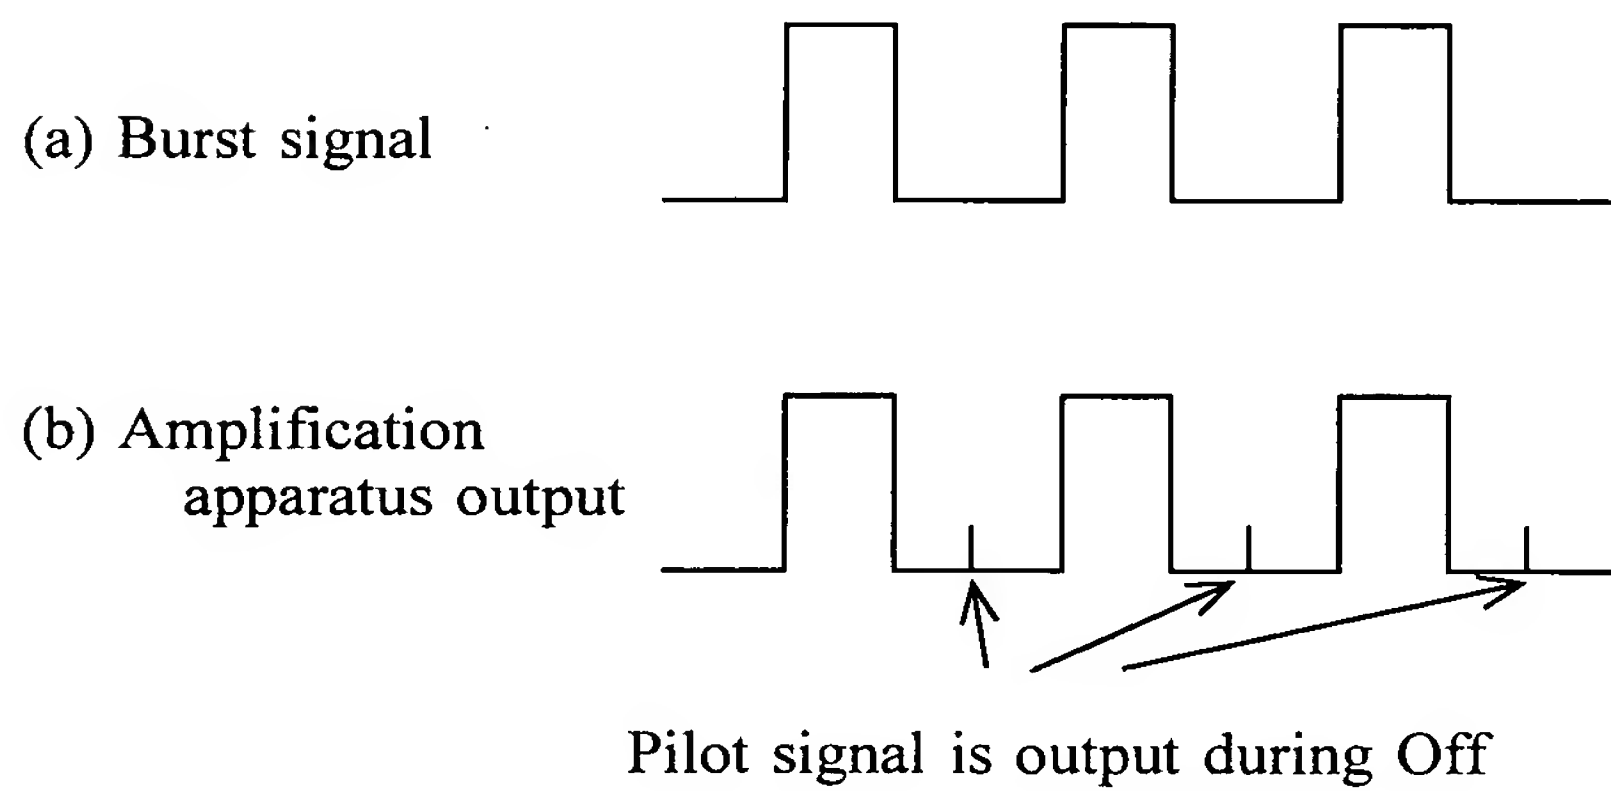 (a) Burst signal
(b) Amplification
apparatus output
Pilot signal is output during Off